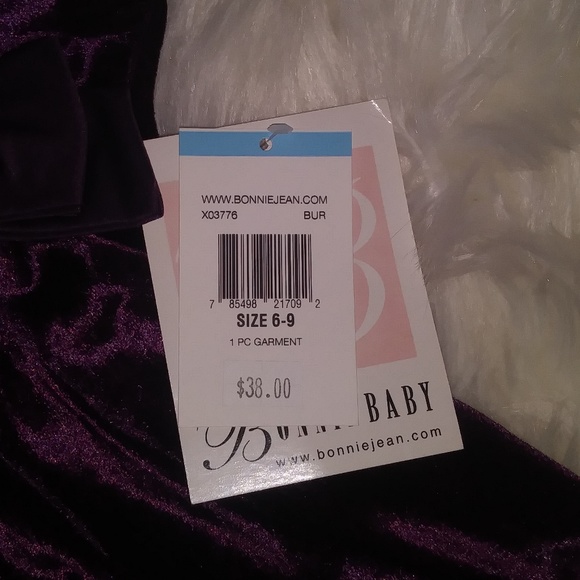 WWW.BONNIEJEAN.COM
X03776 BUR
7 85498 21709 2
SIZE 6-9
1 PC GARMENT
$38.00
BABY
www.bonniejean.com